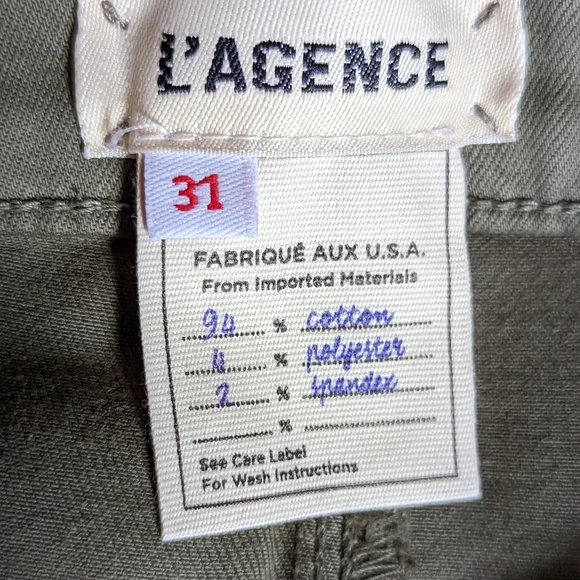 L'AGENCE
31
FABRIQUÉ AUX U.S.A.
From Imported Materials
94 % cotton
4 % polyester
2 % spandex
%
See Care Label
For Wash Instructions